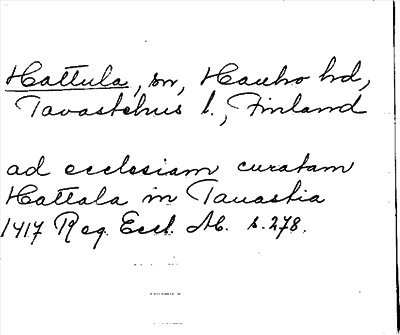 Hattula, sn, Hauho hd,
Tavastehus l., Finland
ad ecclesiam curatam
Hattala in Tauastia
1417 Reg. Eccl. Ab. s. 278.